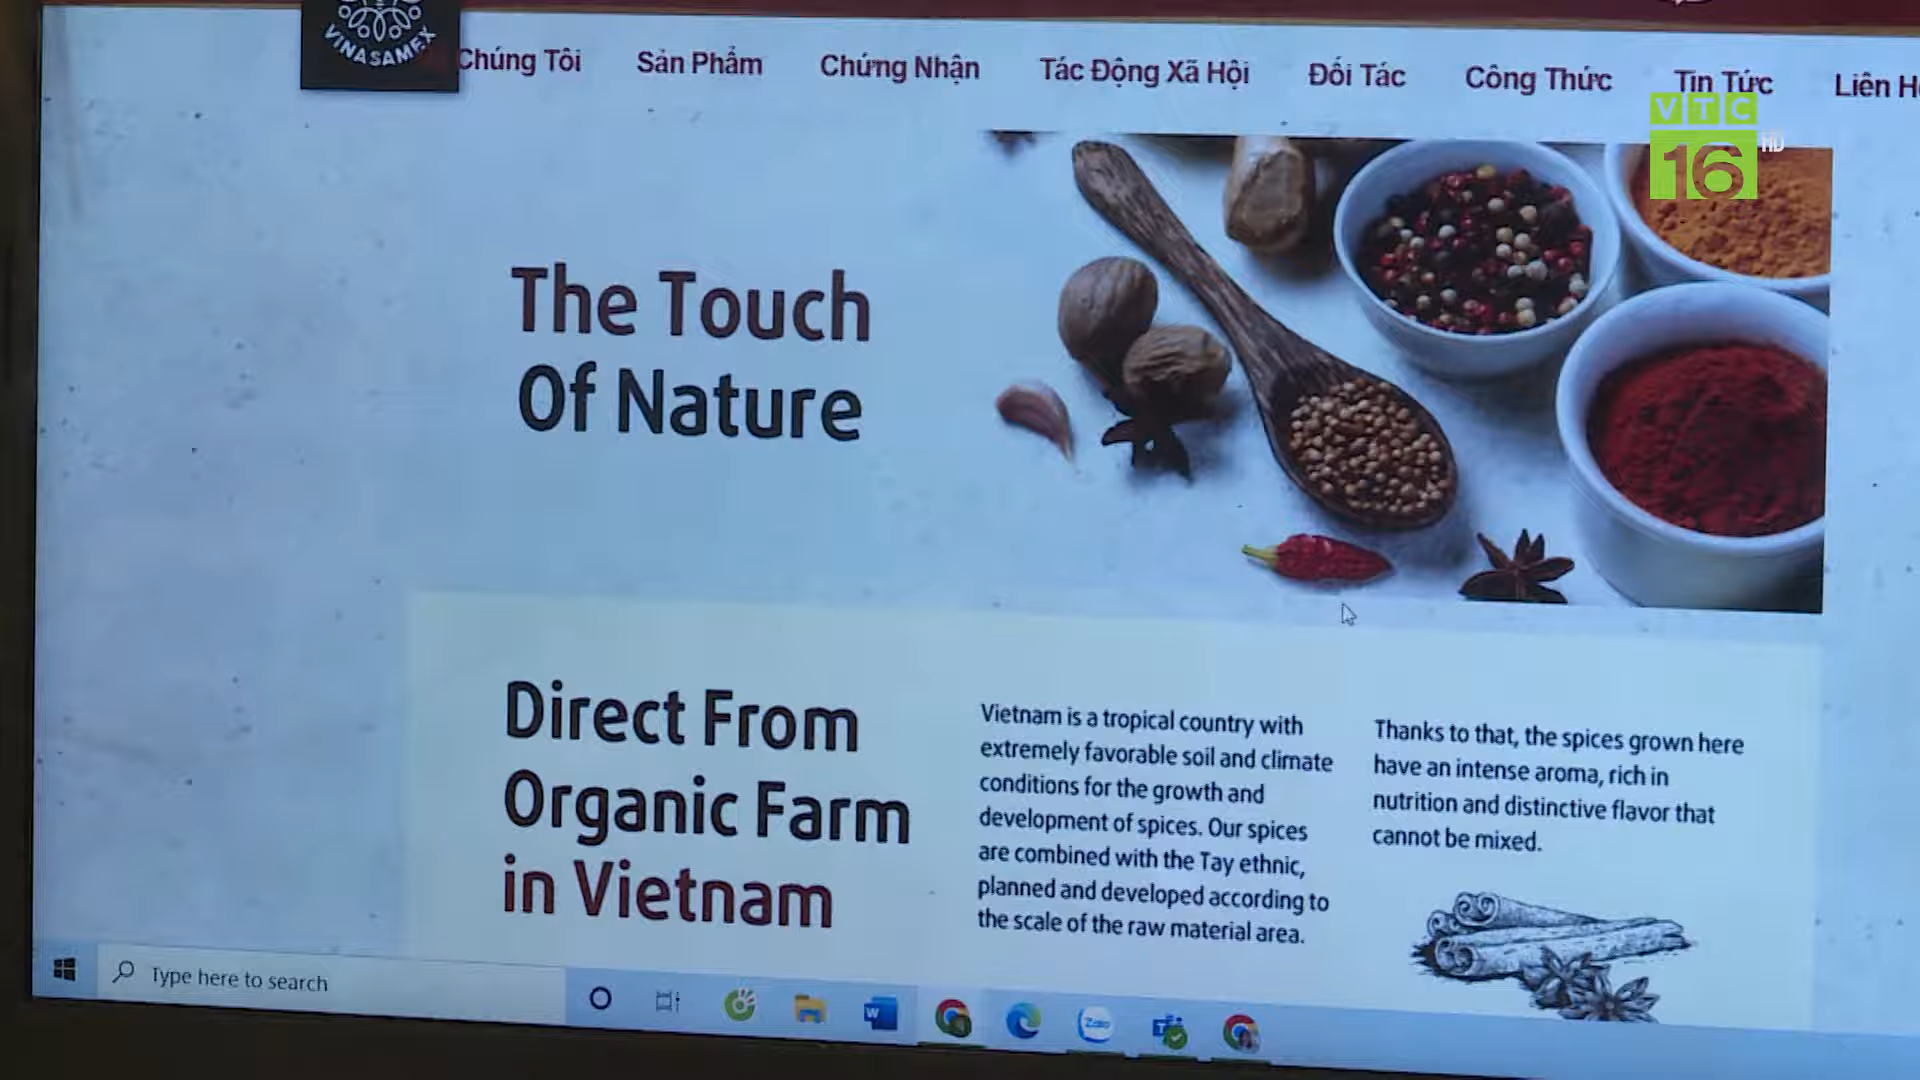 VINASAMEX
Chúng Tôi Sản Phẩm Chứng Nhận Tác Động Xã Hội Đối Tác Công Thức Tin Tức Liên
VTC
16 HD
The Touch
Of Nature
Direct From
Organic Farm
in Vietnam
Vietnam is a tropical country with
extremely favorable soil and climate
conditions for the growth and
development of spices. Our spices
are combined with the Tay ethnic,
planned and developed according to
the scale of the raw material area.
Thanks to that, the spices grown here
have an intense aroma, rich in
nutrition and distinctive flavor that
cannot be mixed.
Type here to search
W
Zalo